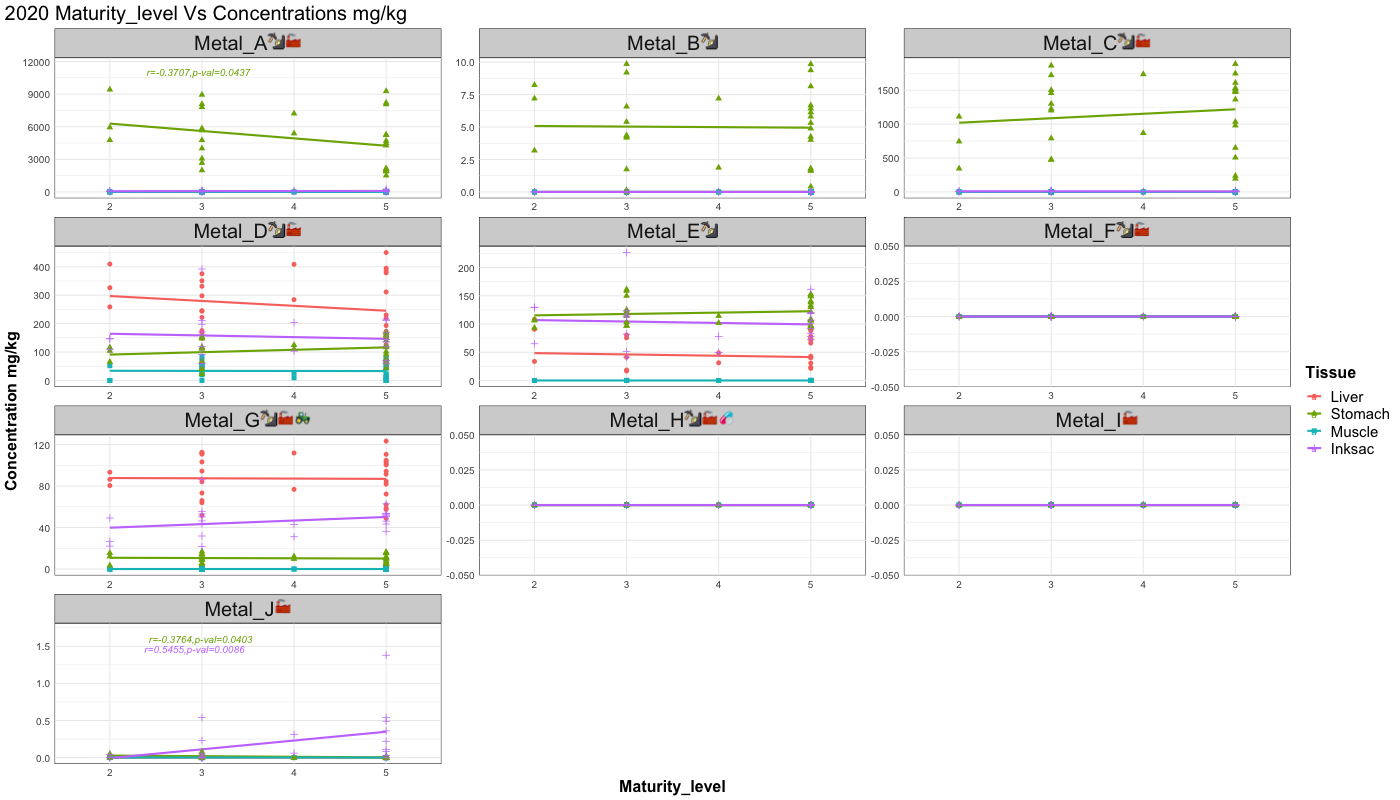 2020 Maturity_level Vs Concentrations mg/kg
Metal_A
Metal_B
Metal_C
12000
9000
6000
3000
0
r=-0.3707,p-val=0.0437
2 3 4 5
10.0
7.5
5.0
2.5
0.0
2 3 4 5
1500
1000
500
0
2 3 4 5
Metal_D
Metal_E
Metal_F
400
300
200
100
0
2 3 4 5
200
150
100
50
0
2 3 4 5
0.050
0.025
0.000
-0.025
-0.050
2 3 4 5
Concentration mg/kg
Metal_G
Metal_H
Metal_I
120
80
40
0
2 3 4 5
0.050
0.025
0.000
-0.025
-0.050
2 3 4 5
0.050
0.025
0.000
-0.025
-0.050
2 3 4 5
Metal_J
r=-0.3764,p-val=0.0403
r=0.5455,p-val=0.0086
1.5
1.0
0.5
0.0
2 3 4 5
Maturity_level
Tissue
Liver
Stomach
Muscle
Inksac